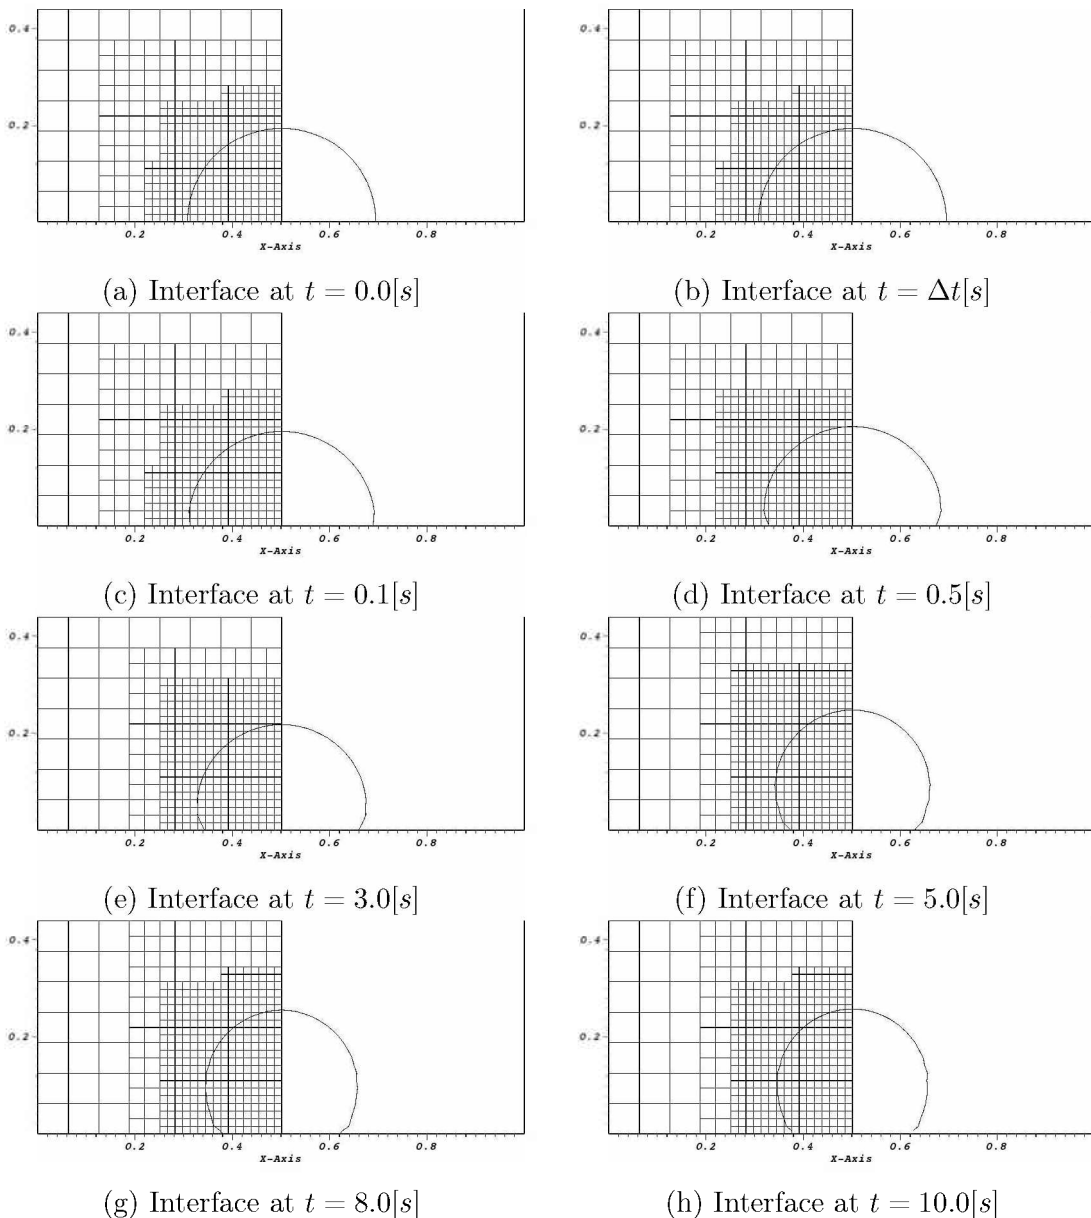 0.4
0.2
0.2 0.4 0.6 0.8
X-Axis
(a) Interface at t = 0.0[s]
0.4
0.2
0.2 0.4 0.6 0.8
X-Axis
(b) Interface at t = Δt[s]
0.4
0.2
0.2 0.4 0.6 0.8
X-Axis
(c) Interface at t = 0.1[s]
0.4
0.2
0.2 0.4 0.6 0.8
X-Axis
(d) Interface at t = 0.5[s]
0.4
0.2
0.2 0.4 0.6 0.8
X-Axis
(e) Interface at t = 3.0[s]
0.4
0.2
0.2 0.4 0.6 0.8
X-Axis
(f) Interface at t = 5.0[s]
0.4
0.2
0.2 0.4 0.6 0.8
X-Axis
(g) Interface at t = 8.0[s]
0.4
0.2
0.2 0.4 0.6 0.8
X-Axis
(h) Interface at t = 10.0[s]